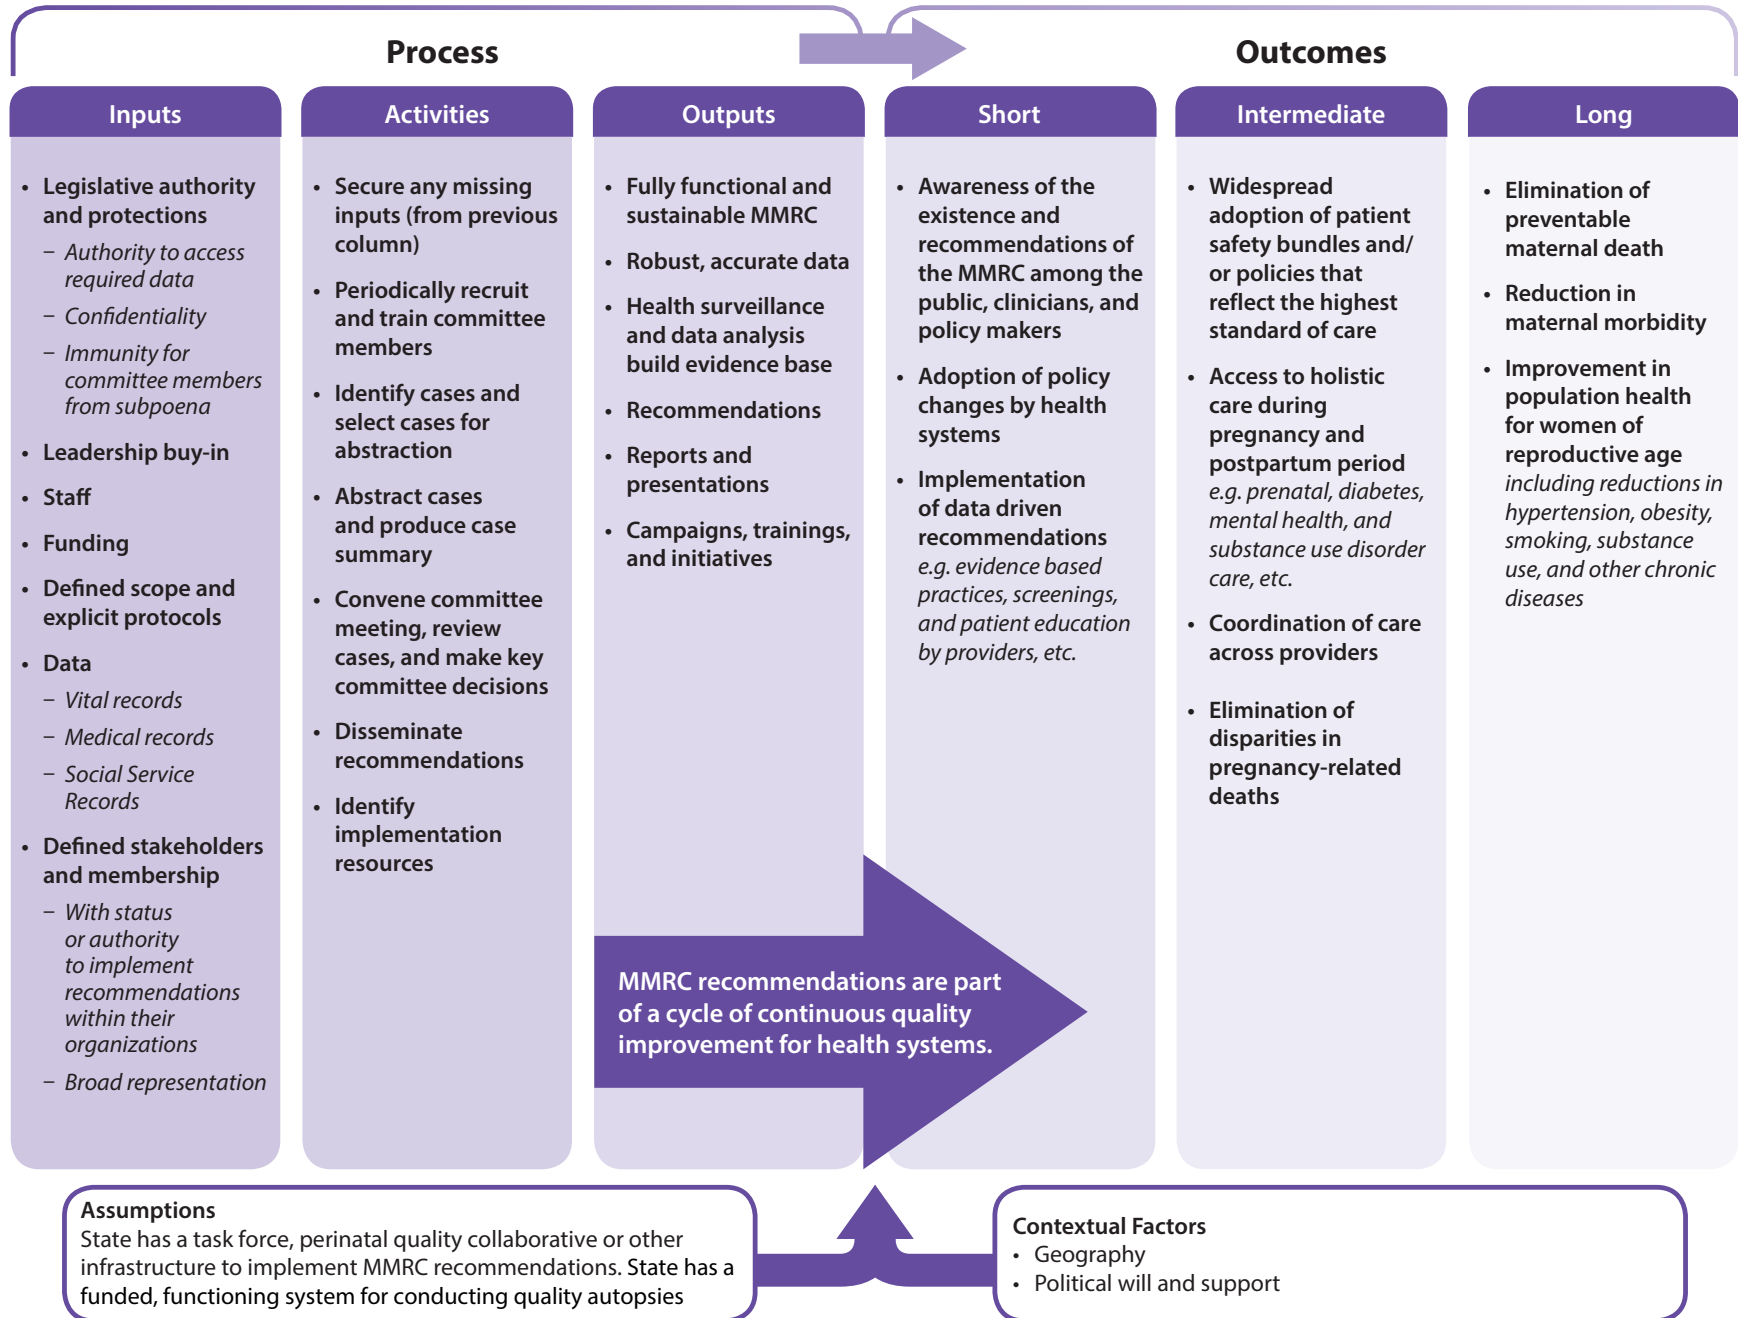 Process
Outcomes
Inputs
• Legislative authority
and protections
– Authority to access
required data
– Confidentiality
– Immunity for
committee members
from subpoena
• Leadership buy-in
• Staff
• Funding
• Defined scope and
explicit protocols
• Data
– Vital records
– Medical records
– Social Service
Records
• Defined stakeholders
and membership
– With status
or authority
to implement
recommendations
within their
organizations
– Broad representation
Activities
• Secure any missing
inputs (from previous
column)
• Periodically recruit
and train committee
members
• Identify cases and
select cases for
abstraction
• Abstract cases
and produce case
summary
• Convene committee
meeting, review
cases, and make key
committee decisions
• Disseminate
recommendations
• Identify
implementation
resources
Outputs
• Fully functional and
sustainable MMRC
• Robust, accurate data
• Health surveillance
and data analysis
build evidence base
• Recommendations
• Reports and
presentations
• Campaigns, trainings,
and initiatives
Short
• Awareness of the
existence and
recommendations of
the MMRC among the
public, clinicians, and
policy makers
• Adoption of policy
changes by health
systems
• Implementation
of data driven
recommendations
e.g. evidence based
practices, screenings,
and patient education
by providers, etc.
Intermediate
• Widespread
adoption of patient
safety bundles and/
or policies that
reflect the highest
standard of care
• Access to holistic
care during
pregnancy and
postpartum period
e.g. prenatal, diabetes,
mental health, and
substance use disorder
care, etc.
• Coordination of care
across providers
• Elimination of
disparities in
pregnancy-related
deaths
Long
• Elimination of
preventable
maternal death
• Reduction in
maternal morbidity
• Improvement in
population health
for women of
reproductive age
including reductions in
hypertension, obesity,
smoking, substance
use, and other chronic
diseases
MMRC recommendations are part
of a cycle of continuous quality
improvement for health systems.
Assumptions
State has a task force, perinatal quality collaborative or other
infrastructure to implement MMRC recommendations. State has a
funded, functioning system for conducting quality autopsies
Contextual Factors
• Geography
• Political will and support